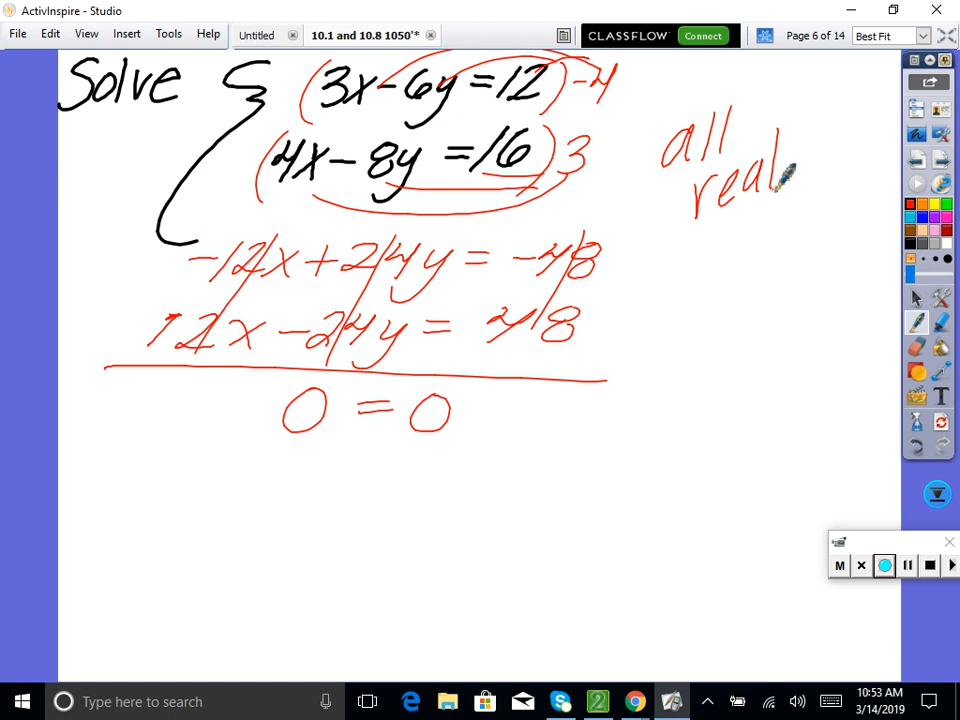 ActivInspire - Studio
File Edit View Insert Tools Help
Untitled
10.1 and 10.8 1050'*
CLASSFLOW Connect
Page 6 of 14
Best Fit
Solve { (3x-6y=12)-4
(4x-8y=16)3
all
real
-12x+24y=-48
12x-24y=48
0=0
M
Type here to search
10:53 AM
3/14/2019